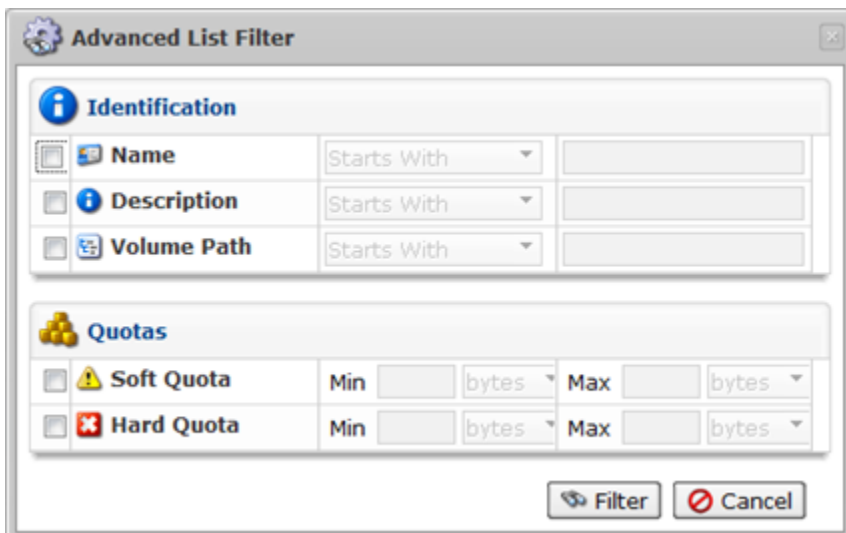 Advanced List Filter
Identification
Name Starts With
Description Starts With
Volume Path Starts With
Quotas
Soft Quota Min bytes Max bytes
Hard Quota Min bytes Max bytes
Filter Cancel